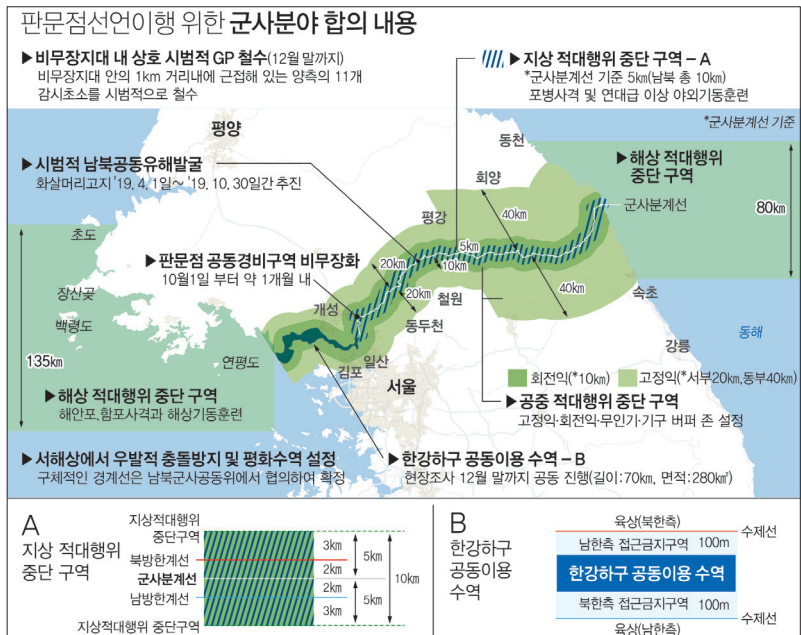 판문점선언이행 위한 군사분야 합의 내용
▶비무장지대 내 상호 시범적 GP 철수(12월 말까지)
비무장지대 안의 1km 거리내에 근접해 있는 양측의 11개
감시초소를 시범적으로 철수
▶지상 적대행위 중단 구역 – A
*군사분계선 기준 5㎞(남북 총 10㎞)
포병사격 및 연대급 이상 야외기동훈련
*군사분계선 기준
평양
동천
▶시범적 남북공동유해발굴
화살머리고지 '19. 4. 1일~ '19. 10. 30일간 추진
▶해상 적대행위
중단 구역
회양
40㎞
군사분계선
80㎞
평강
초도
5㎞
▶판문점 공동경비구역 비무장화
10월1일 부터 약 1개월 내
20㎞
10㎞
20㎞
40㎞
장산곶
철원
속초
개성
백령도
동두천
동해
강릉
연평도
일산
김포
135㎞
서울
회전익(*10㎞)
고정익(*서부20㎞.동부40㎞)
▶해상 적대행위 중단 구역
해안포.함포사격과 해상기동훈련
▶공중 적대행위 중단 구역
고정익·회전익·무인기·기구 버퍼 존 설정
▶서해상에서 우발적 충돌방지 및 평화수역 설정
구체적인 경계선은 남북군사공동위에서 협의하여 확정
▶한강하구 공동이용 수역 – B
현장조사 12월 말까지 공동 진행(길이:70㎞, 면적:280㎢)
A
지상 적대행위
중단 구역
지상적대행위
중단구역
북방한계선
군사분계선
남방한계선
지상적대행위 중단구역
3㎞
2㎞
2㎞
3㎞
5㎞
5㎞
10㎞
B
한강하구
공동이용
수역
육상(북한측)
수제선
남한측 접근금지구역 100m
한강하구 공동이용 수역
북한측 접근금지구역 100m
수제선
육상(남한측)